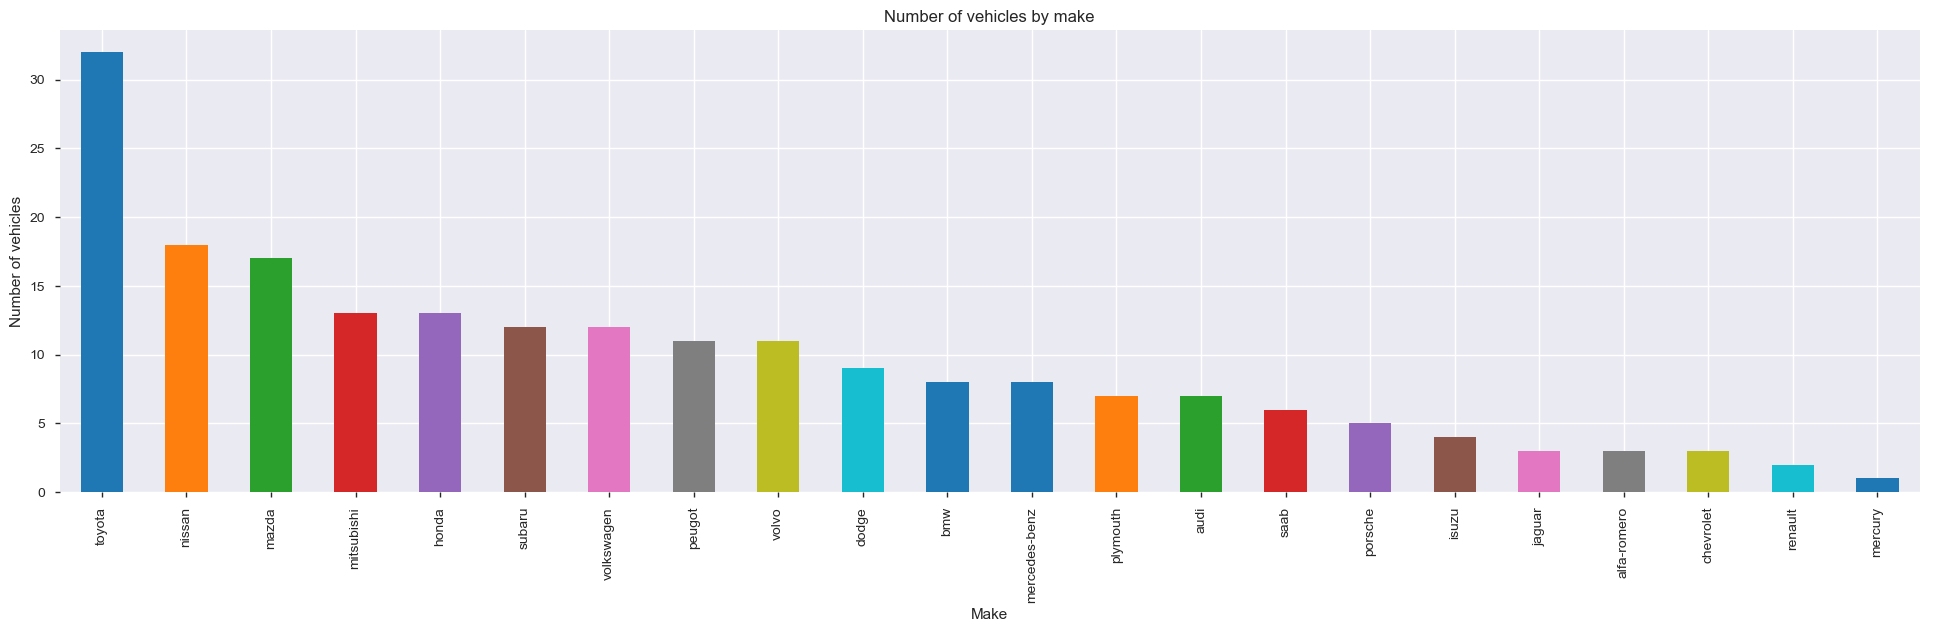 Number of vehicles by make
Number of vehicles
30
25
20
15
10
5
0
toyota
nissan
mazda
mitsubishi
honda
subaru
volkswagen
peugot
volvo
dodge
bmw
mercedes-benz
plymouth
audi
saab
porsche
isuzu
jaguar
alfa-romero
chevrolet
renault
mercury
Make